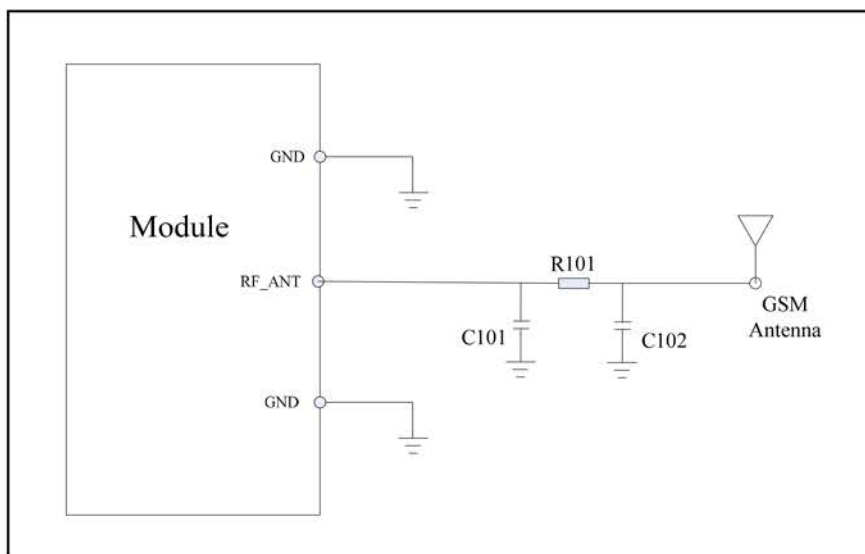 GND
Module
RF_ANT
R101
C101
C102
GSM
Antenna
GND